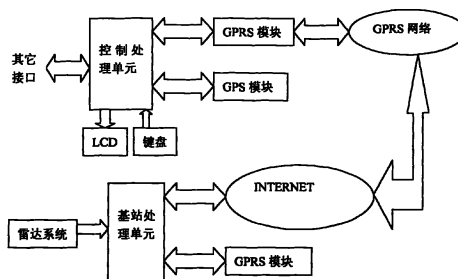 GPRS 模块
GPRS 网络
其它
接口
控制处
理单元
GPS 模块
LCD
键盘
INTERNET
基站处
理单元
雷达系统
GPRS 模块